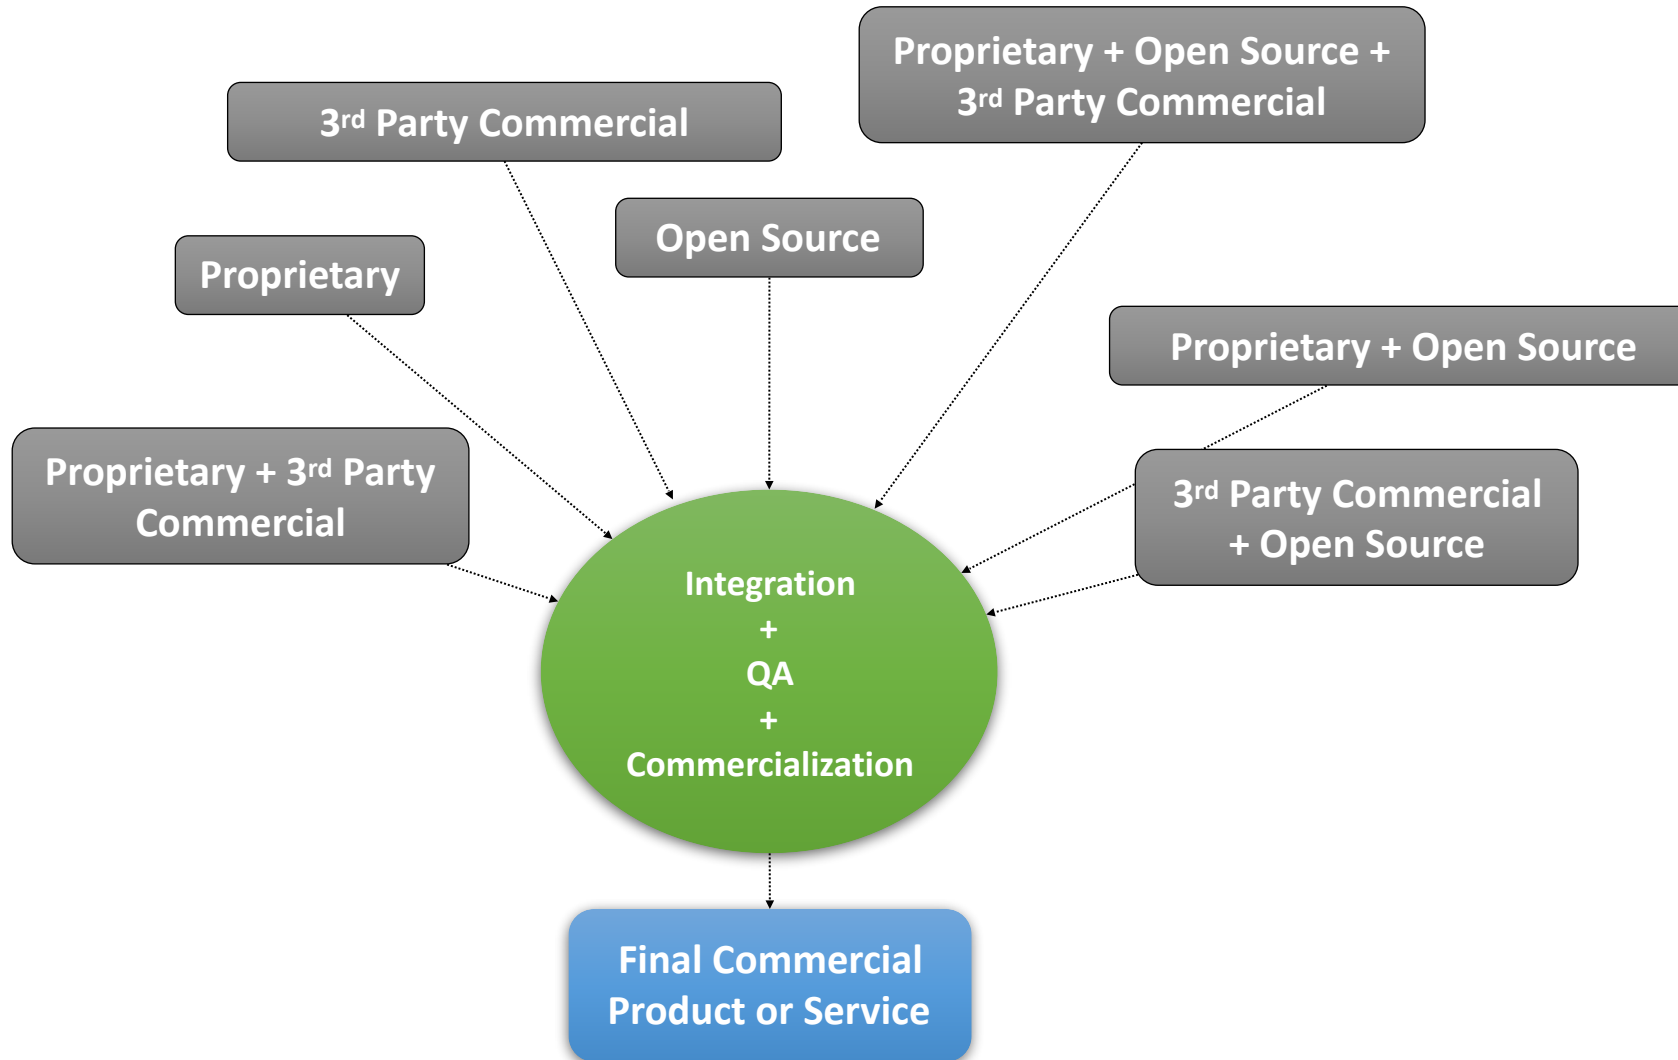 Proprietary + Open Source +
3rd Party Commercial
3rd Party Commercial
Open Source
Proprietary
Proprietary + Open Source
Proprietary + 3rd Party
Commercial
3rd Party Commercial
+ Open Source
Integration
+
QA
+
Commercialization
Final Commercial
Product or Service